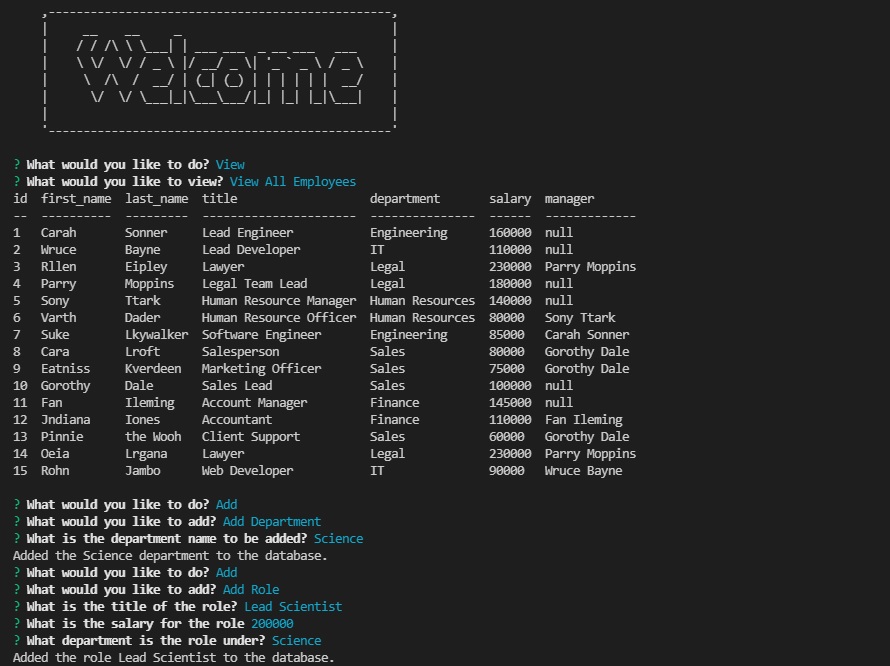 Welcome
? What would you like to do? View
? What would you like to view? View All Employees
id  first_name  last_name  title                   department       salary  manager
--  ----------  ---------  ----------------------  ---------------  ------  -------------
1   Carah       Sonner     Lead Engineer           Engineering      160000  null
2   Wruce       Bayne      Lead Developer          IT               110000  null
3   Rllen       Eipley     Lawyer                  Legal            230000  Parry Moppins
4   Parry       Moppins    Legal Team Lead         Legal            180000  null
5   Sony        Ttark      Human Resource Manager  Human Resources  140000  null
6   Varth       Dader      Human Resource Officer  Human Resources  80000   Sony Ttark
7   Suke        Lkywalker  Software Engineer       Engineering      85000   Carah Sonner
8   Cara        Lroft      Salesperson             Sales            80000   Gorothy Dale
9   Eatniss     Kverdeen   Marketing Officer       Sales            75000   Gorothy Dale
10  Gorothy     Dale       Sales Lead              Sales            100000  null
11  Fan         Ileming    Account Manager         Finance          145000  null
12  Jndiana     Iones      Accountant              Finance          110000  Fan Ileming
13  Pinnie      the Wooh   Client Support          Sales            60000   Gorothy Dale
14  Oeia        Lrgana     Lawyer                  Legal            230000  Parry Moppins
15  Rohn        Jambo      Web Developer           IT               90000   Wruce Bayne
? What would you like to do? Add
? What would you like to add? Add Department
? What is the department name to be added? Science
Added the Science department to the database.
? What would you like to do? Add
? What would you like to add? Add Role
? What is the title of the role? Lead Scientist
? What is the salary for the role 200000
? What department is the role under? Science
Added the role Lead Scientist to the database.